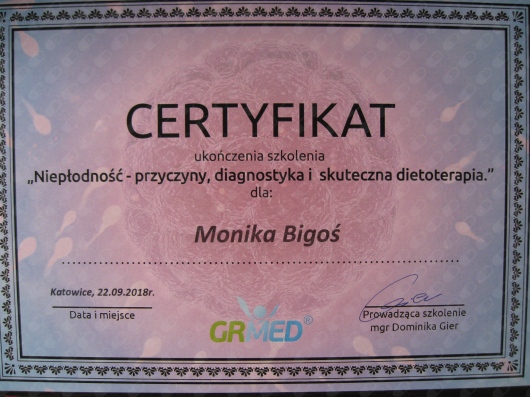 CERTYFIKAT
ukończenia szkolenia
„Niepłodność - przyczyny, diagnostyka i skuteczna dietoterapia.”
dla:
Monika Bigoś
Katowice, 22.09.2018r.
Data i miejsce
GRMED®
Prowadząca szkolenie
mgr Dominika Gier